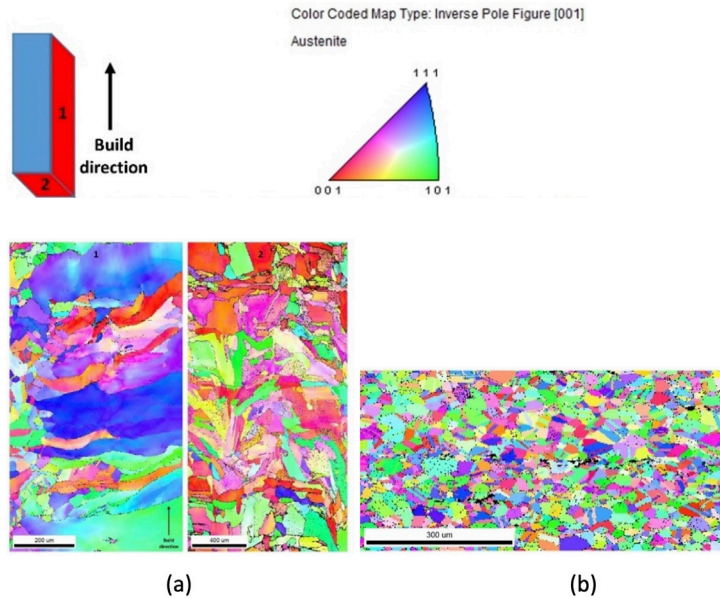 Color Coded Map Type: Inverse Pole Figure [001]
Austenite
1
Build
direction
2
1 1 1
0 0 1
1 0 1
1
2
200 um
Build
direction
400 um
300 um
(a)
(b)